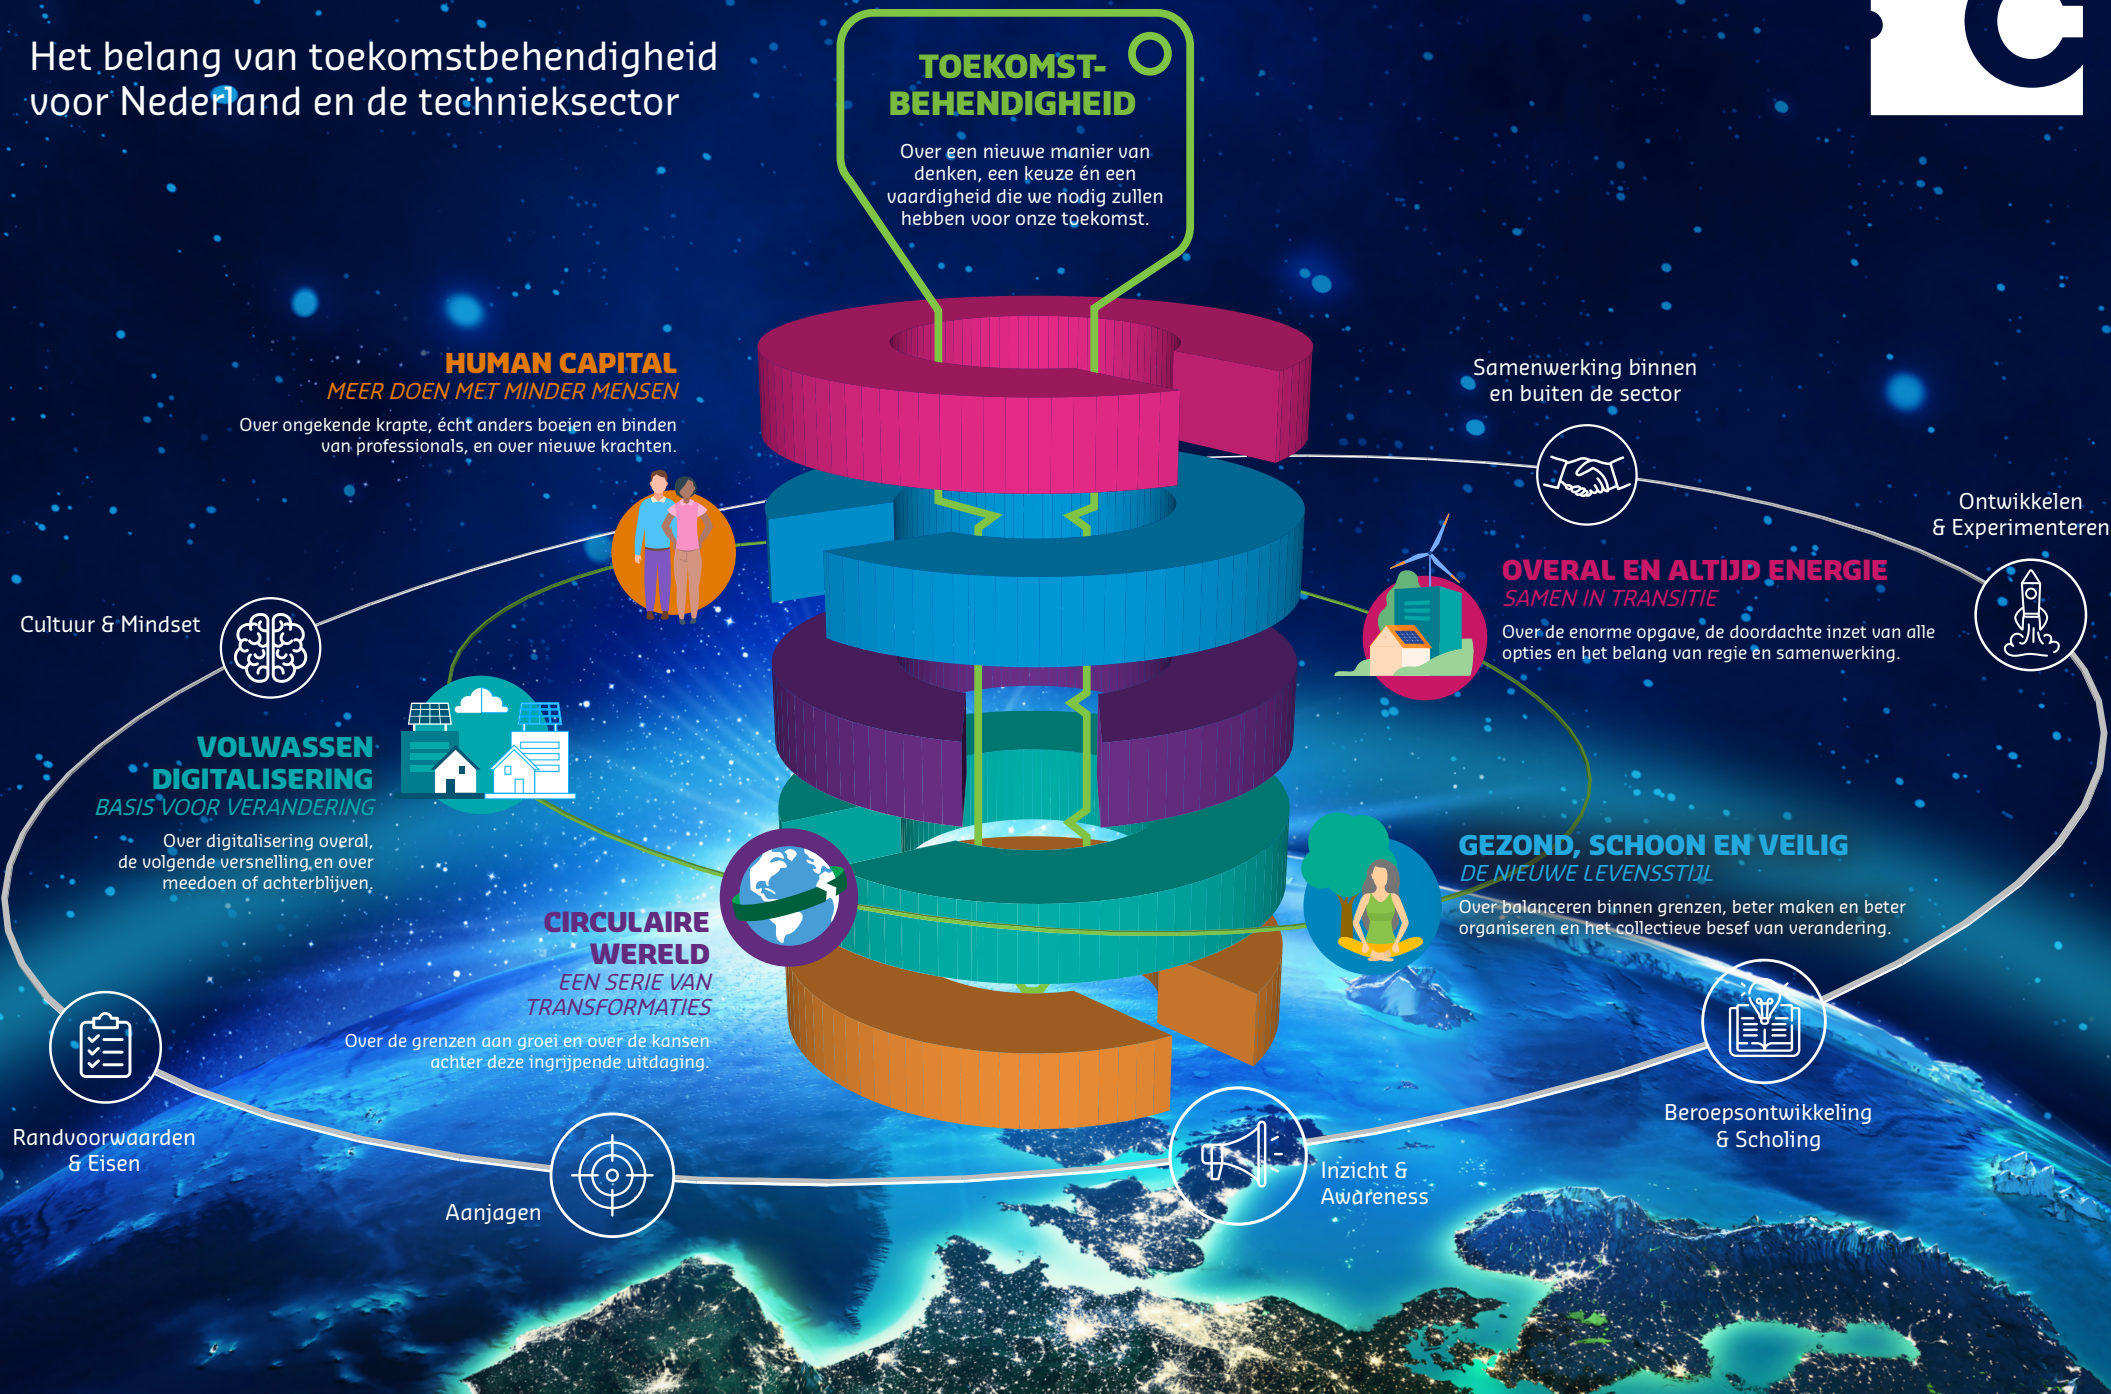 Het belang van toekomstbehendigheid
voor Nederland en de technieksector
TOEKOMST-
BEHENDIGHEID
Over een nieuwe manier van
denken, een keuze én een
vaardigheid die we nodig zullen
hebben voor onze toekomst.
HUMAN CAPITAL
MEER DOEN MET MINDER MENSEN
Over ongekende krapte, écht anders boeien en binden
van professionals, en over nieuwe krachten.
Samenwerking binnen
en buiten de sector
Ontwikkelen
& Experimenteren
OVERAL EN ALTIJD ENERGIE
SAMEN IN TRANSITIE
Over de enorme opgave, de doordachte inzet van alle
opties en het belang van regie en samenwerking.
Cultuur & Mindset
VOLWASSEN
DIGITALISERING
BASIS VOOR VERANDERING
Over digitalisering overal,
de volgende versnelling en over
meedoen of achterblijven.
GEZOND, SCHOON EN VEILIG
DE NIEUWE LEVENSSTIJL
Over balanceren binnen grenzen, beter maken en beter
organiseren en het collectieve besef van verandering.
CIRCULAIRE
WERELD
EEN SERIE VAN
TRANSFORMATIES
Over de grenzen aan groei en over de kansen
achter deze ingrijpende uitdaging.
Randvoorwaarden
& Eisen
Aanjagen
Inzicht &
Awareness
Beroepsontwikkeling
& Scholing